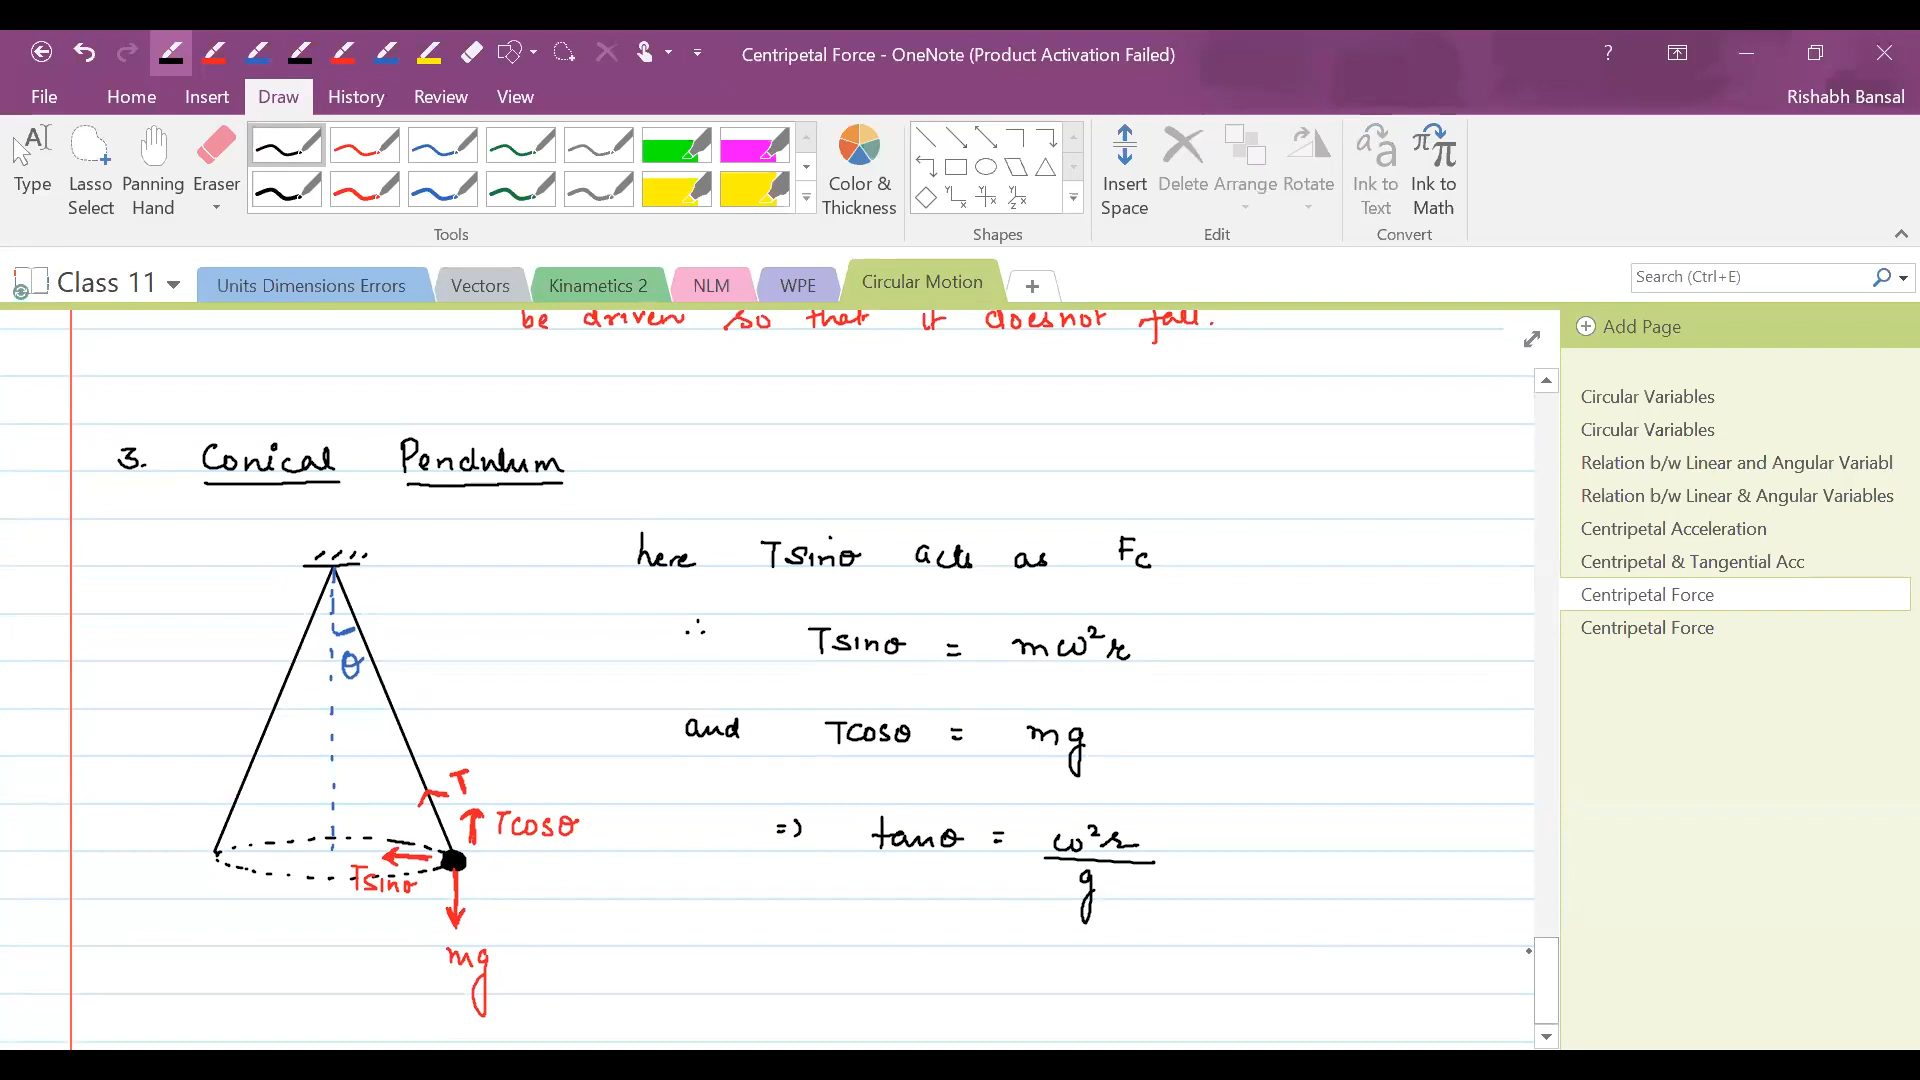 Centripetal Force - OneNote (Product Activation Failed)
?
File Home Insert Draw History Review View
Rishabh Bansal
Type
Lasso Select
Panning Hand
Eraser
Color & Thickness
Insert Space
Delete
Arrange
Rotate
Ink to Text
Ink to Math
Tools
Shapes
Edit
Convert
Class 11
Units Dimensions Errors
Vectors
Kinametics 2
NLM
WPE
Circular Motion
Search (Ctrl+E)
Add Page
Circular Variables
Circular Variables
Relation b/w Linear and Angular Variabl
Relation b/w Linear & Angular Variables
Centripetal Acceleration
Centripetal & Tangential Acc
Centripetal Force
Centripetal Force
be driven so that it doesnot fall.
3. Conical Pendulum
here Tsinθ acts as Fc
∴ Tsinθ = mω²r
and Tcosθ = mg
=> tanθ = ω²r/g
θ
T
Tcosθ
Tsinθ
mg